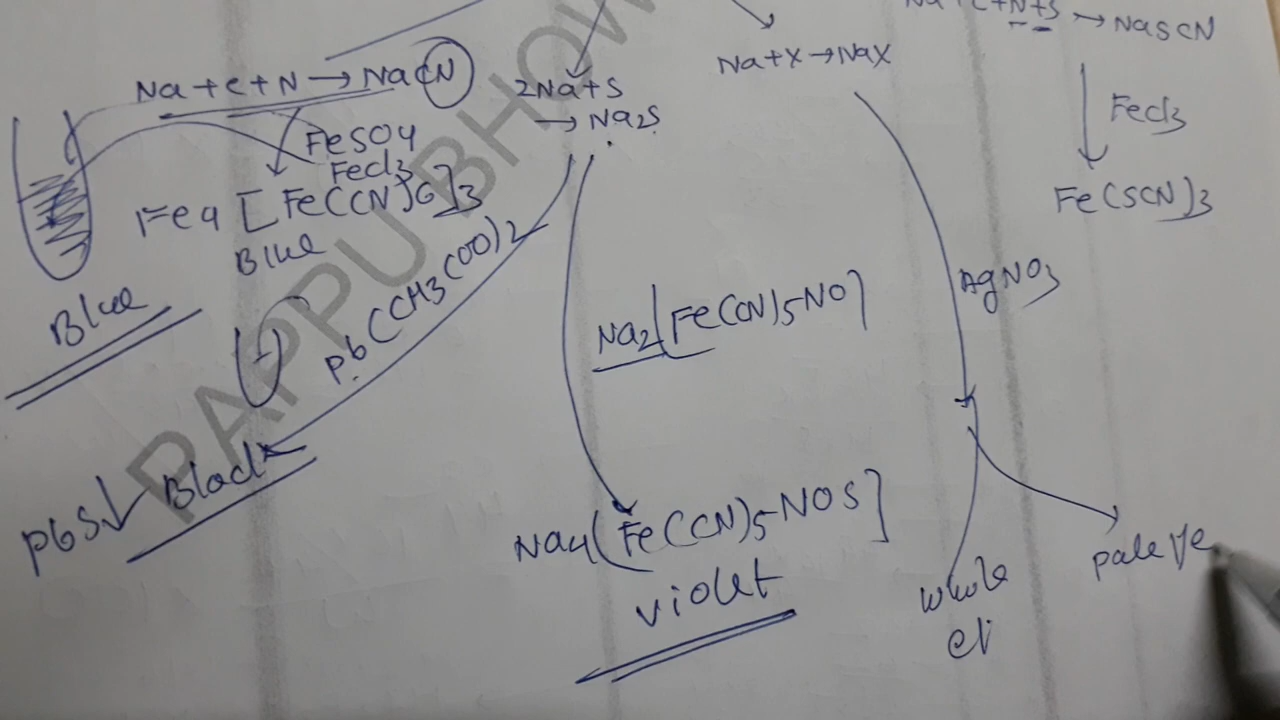 Na + C + N → NaCN
FeSO4
FeCl3
Fe4 [Fe(CN)6]3
Blue
Blue
2Na + S
→ Na2S
Pb(CH3COO)2
PbS↓ Black
Na2[Fe(CN)5NO]
Na4[Fe(CN)5NOS]
violet
Na + X → NaX
AgNO3
pale ye
Na + C + N + S → NaSCN
FeCl3
Fe(SCN)3
PAPPU BHOW